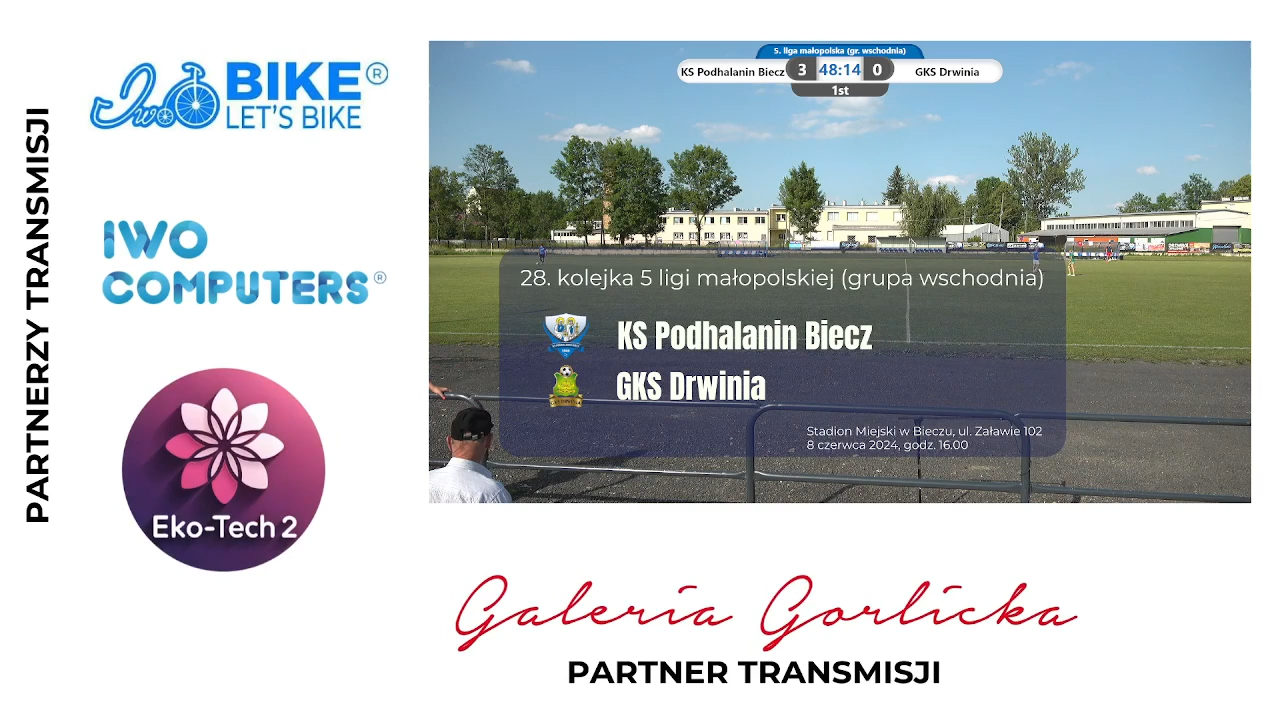 PARTNERZY TRANSMISJI
Iwo BIKE ®
LET'S BIKE
IWO
COMPUTERS ®
Eko-Tech 2
5. liga małopolska (gr. wschodnia)
KS Podhalanin Biecz 3 48:14 0 GKS Drwinia
1st
28. kolejka 5 ligi małopolskiej (grupa wschodnia)
KS Podhalanin Biecz
GKS Drwinia
Stadion Miejski w Bieczu, ul. Załawie 102
8 czerwca 2024, godz. 16.00
Galeria Gorlicka
PARTNER TRANSMISJI